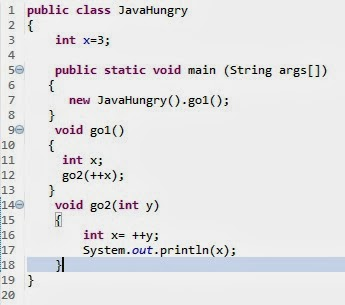 1 public class JavaHungry
2 {
3 int x=3;
4
5 public static void main (String args[])
6 {
7 new JavaHungry().go1();
8 }
9 void go1()
10 {
11 int x;
12 go2(++x);
13 }
14 void go2(int y)
15 {
16 int x= ++y;
17 System.out.println(x);
18 }
19 }
20